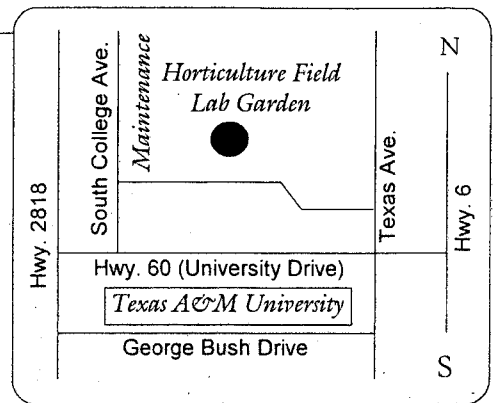 N
Horticulture Field
Lab Garden
Maintenance
South College Ave.
Hwy. 2818
Texas Ave.
Hwy. 6
Hwy. 60 (University Drive)
Texas A&M University
George Bush Drive
S